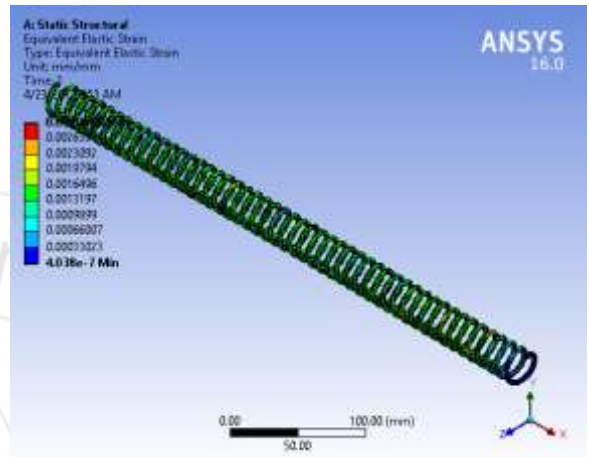 A: Static Structural
Equivalent Elastic Strain
Type: Equivalent Elastic Strain
Unit: mm/mm
Time:
AM
ANSYS
16.0
0.0023092
0.0019794
0.0016496
0.0013197
0.0009899
0.00066007
0.00033023
4.038e-7 Min
0.00
100.00 (mm)
50.00
Y
Z
X